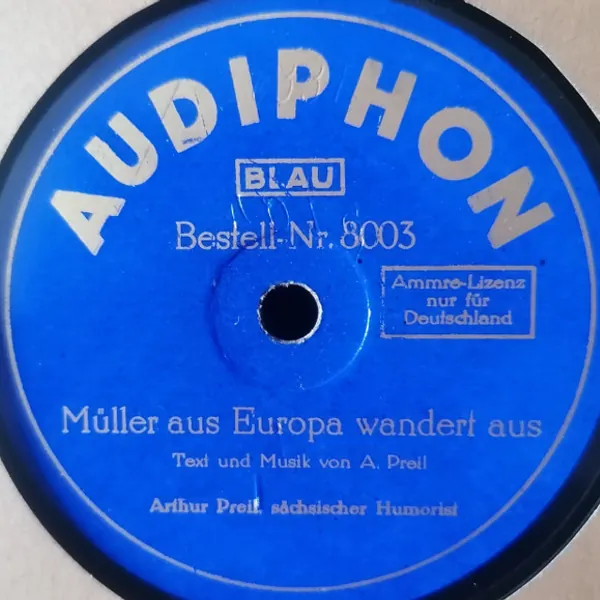 AUDIPHON
BLAU
Bestell-Nr. 8003
Ammre-Lizenz
nur für
Deutschland
Müller aus Europa wandert aus
Text und Musik von A. Preil
Arthur Preil, sächsischer Humorist